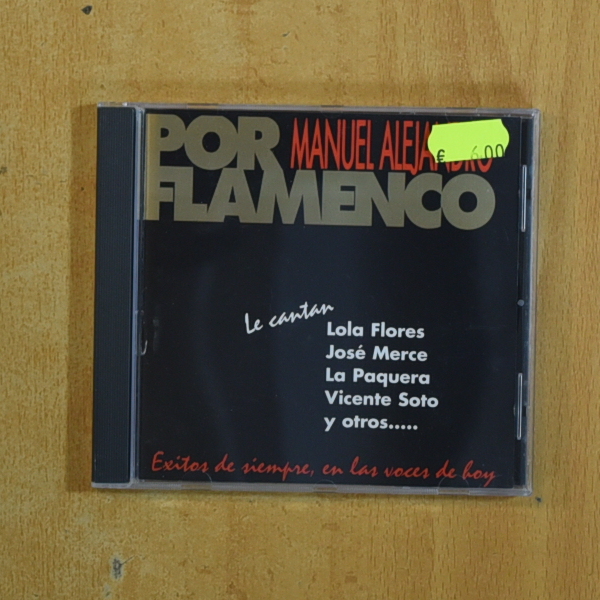 POR MANUEL ALEJANDRO
FLAMENCO
€ 6.00
Le cantan
Lola Flores
José Merce
La Paquera
Vicente Soto
y otros.....
Exitos de siempre, en las voces de hoy